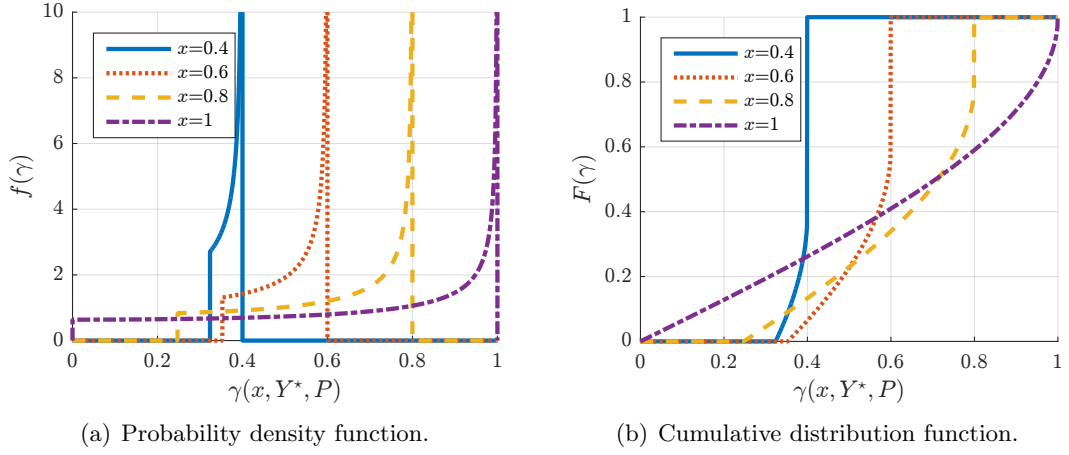 10
8
6
4
2
0
f(γ)
x=0.4
x=0.6
x=0.8
x=1
0 0.2 0.4 0.6 0.8 1
γ(x, Y⋆, P)
(a) Probability density function.
1
0.8
0.6
0.4
0.2
0
F(γ)
x=0.4
x=0.6
x=0.8
x=1
0 0.2 0.4 0.6 0.8 1
γ(x, Y⋆, P)
(b) Cumulative distribution function.